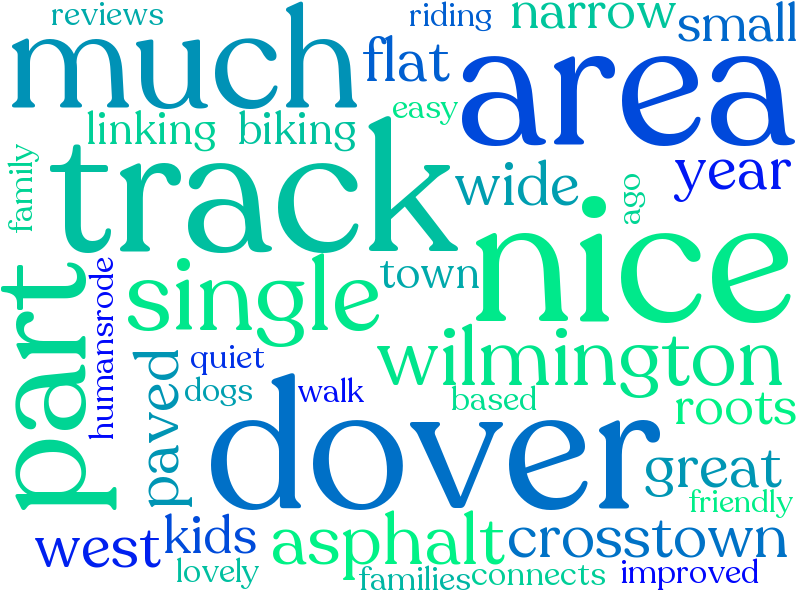 reviews
riding
narrow
small
much
flat
area
easy
linking
biking
track
family
wide
year
ago
nice
town
single
part
humansrode
wilmington
quiet
paved
dogs
walk
based
roots
dover
great
friendly
west
kids
asphalt
crosstown
lovely
families
connects
improved